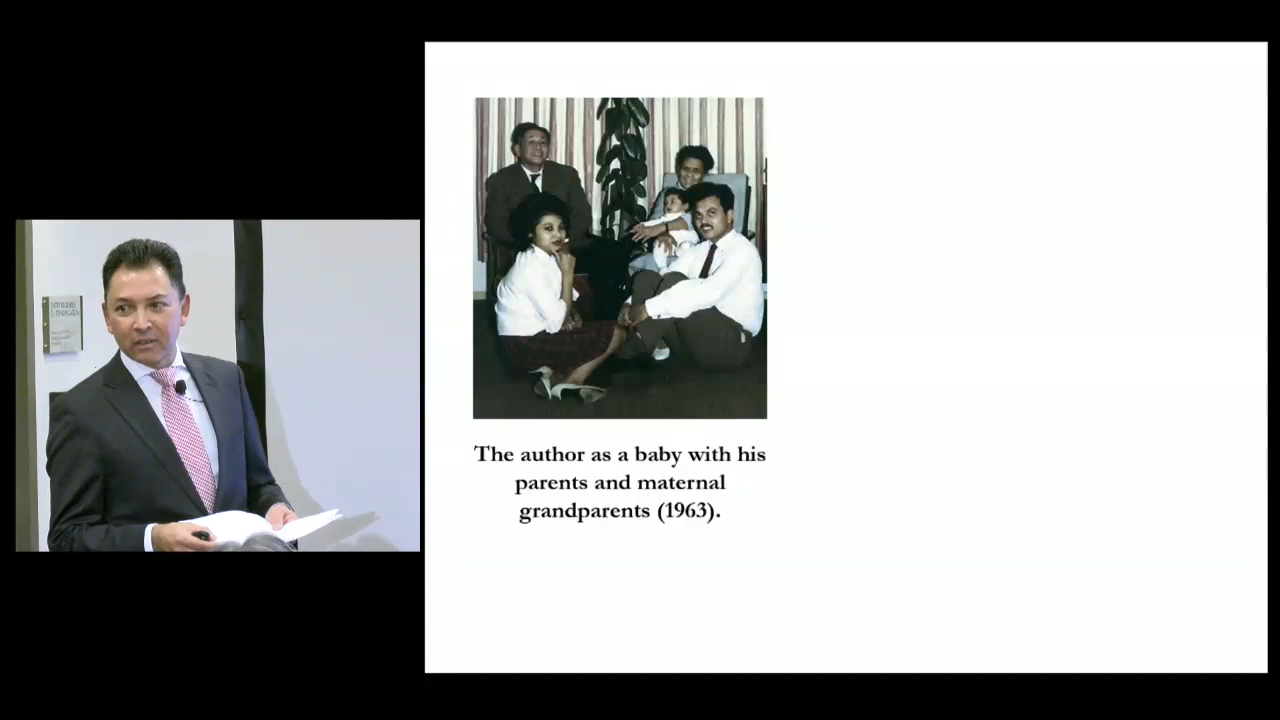 The author as a baby with his
parents and maternal
grandparents (1963).